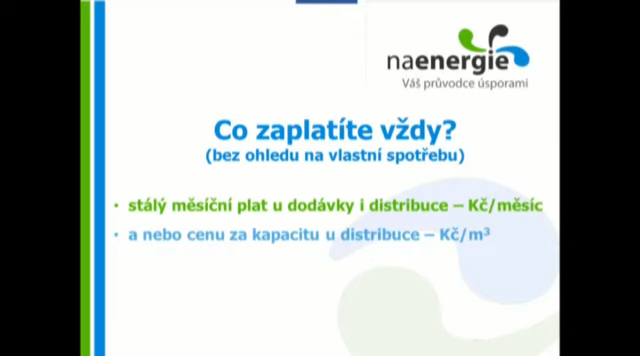 naenergie
Váš průvodce úsporami
Co zaplatíte vždy?
(bez ohledu na vlastní spotřebu)
• stálý měsíční plat u dodávky i distribuce – Kč/měsíc
• a nebo cenu za kapacitu u distribuce – Kč/m³